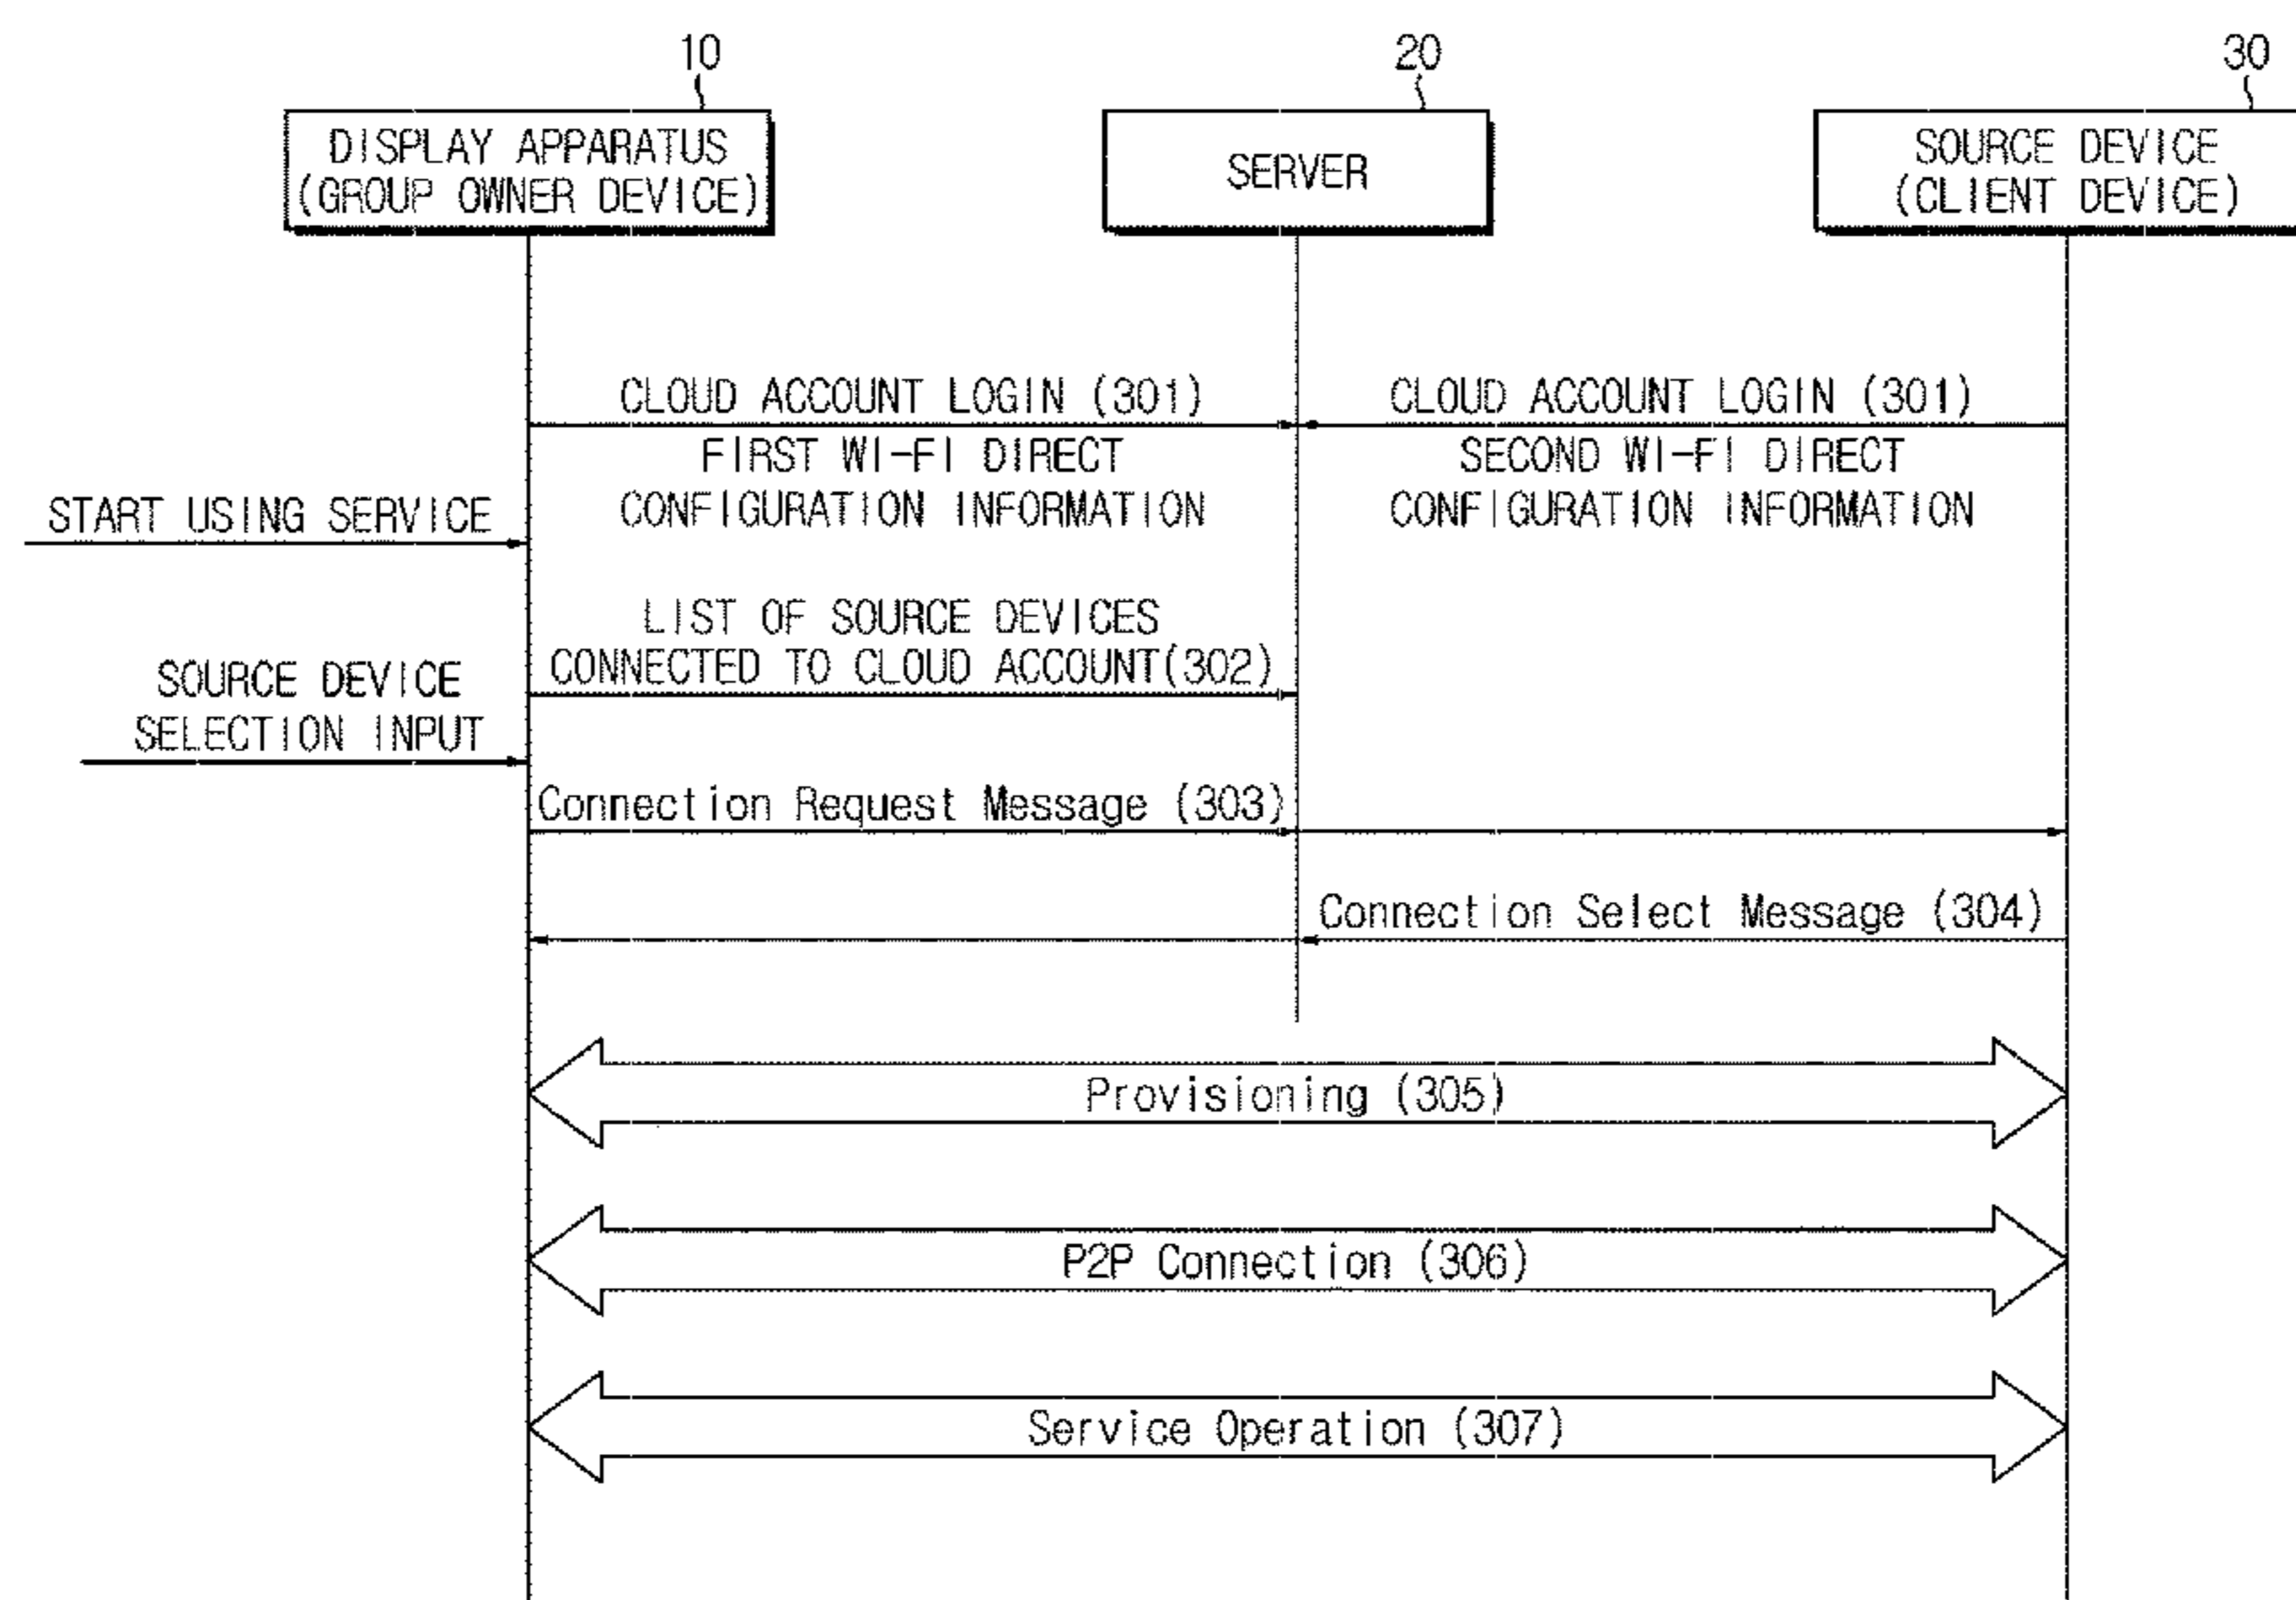 10
20
30
DISPLAY APPARATUS
(GROUP OWNER DEVICE)
SERVER
SOURCE DEVICE
(CLIENT DEVICE)
CLOUD ACCOUNT LOGIN (301)
CLOUD ACCOUNT LOGIN (301)
FIRST WI-FI DIRECT
CONFIGURATION INFORMATION
SECOND WI-FI DIRECT
CONFIGURATION INFORMATION
START USING SERVICE
LIST OF SOURCE DEVICES
CONNECTED TO CLOUD ACCOUNT(302)
SOURCE DEVICE
SELECTION INPUT
Connection Request Message (303)
Connection Select Message (304)
Provisioning (305)
P2P Connection (306)
Service Operation (307)